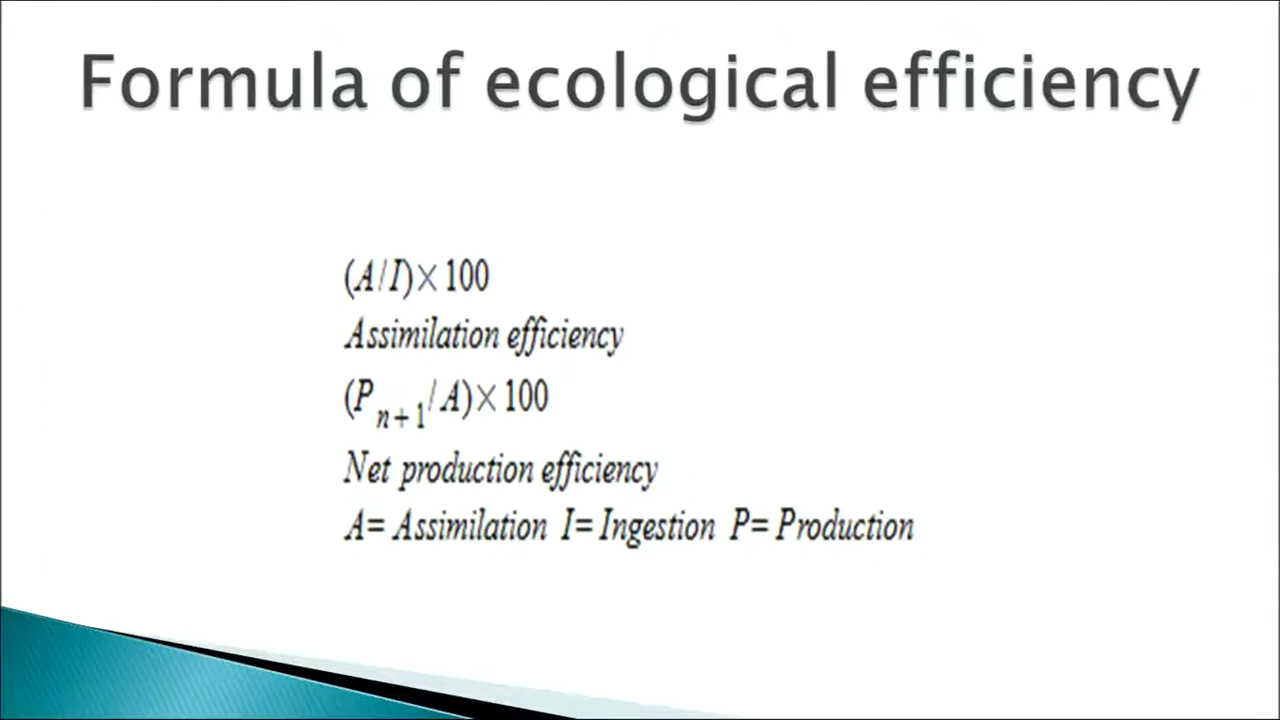 Formula of ecological efficiency
(A/I)×100
Assimilation efficiency
(Pₙ₊₁/A)×100
Net production efficiency
A= Assimilation I= Ingestion P= Production